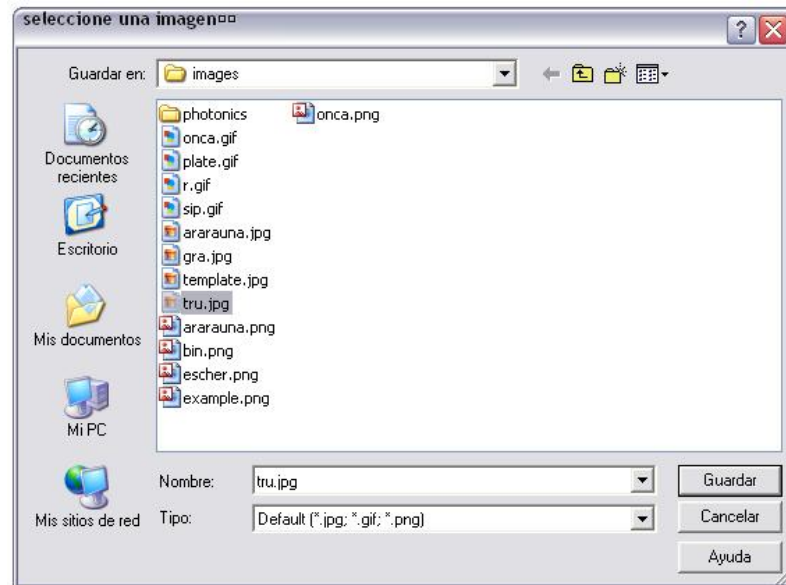 seleccione una imagen¤¤
Guardar en:
images
Documentos
recientes
Escritorio
Mis documentos
Mi PC
Mis sitios de red
photonics
onca.gif
plate.gif
r.gif
sip.gif
ararauna.jpg
gra.jpg
template.jpg
tru.jpg
ararauna.png
bin.png
escher.png
example.png
onca.png
Nombre:
tru.jpg
Guardar
Tipo:
Default (*.jpg; *.gif; *.png)
Cancelar
Ayuda